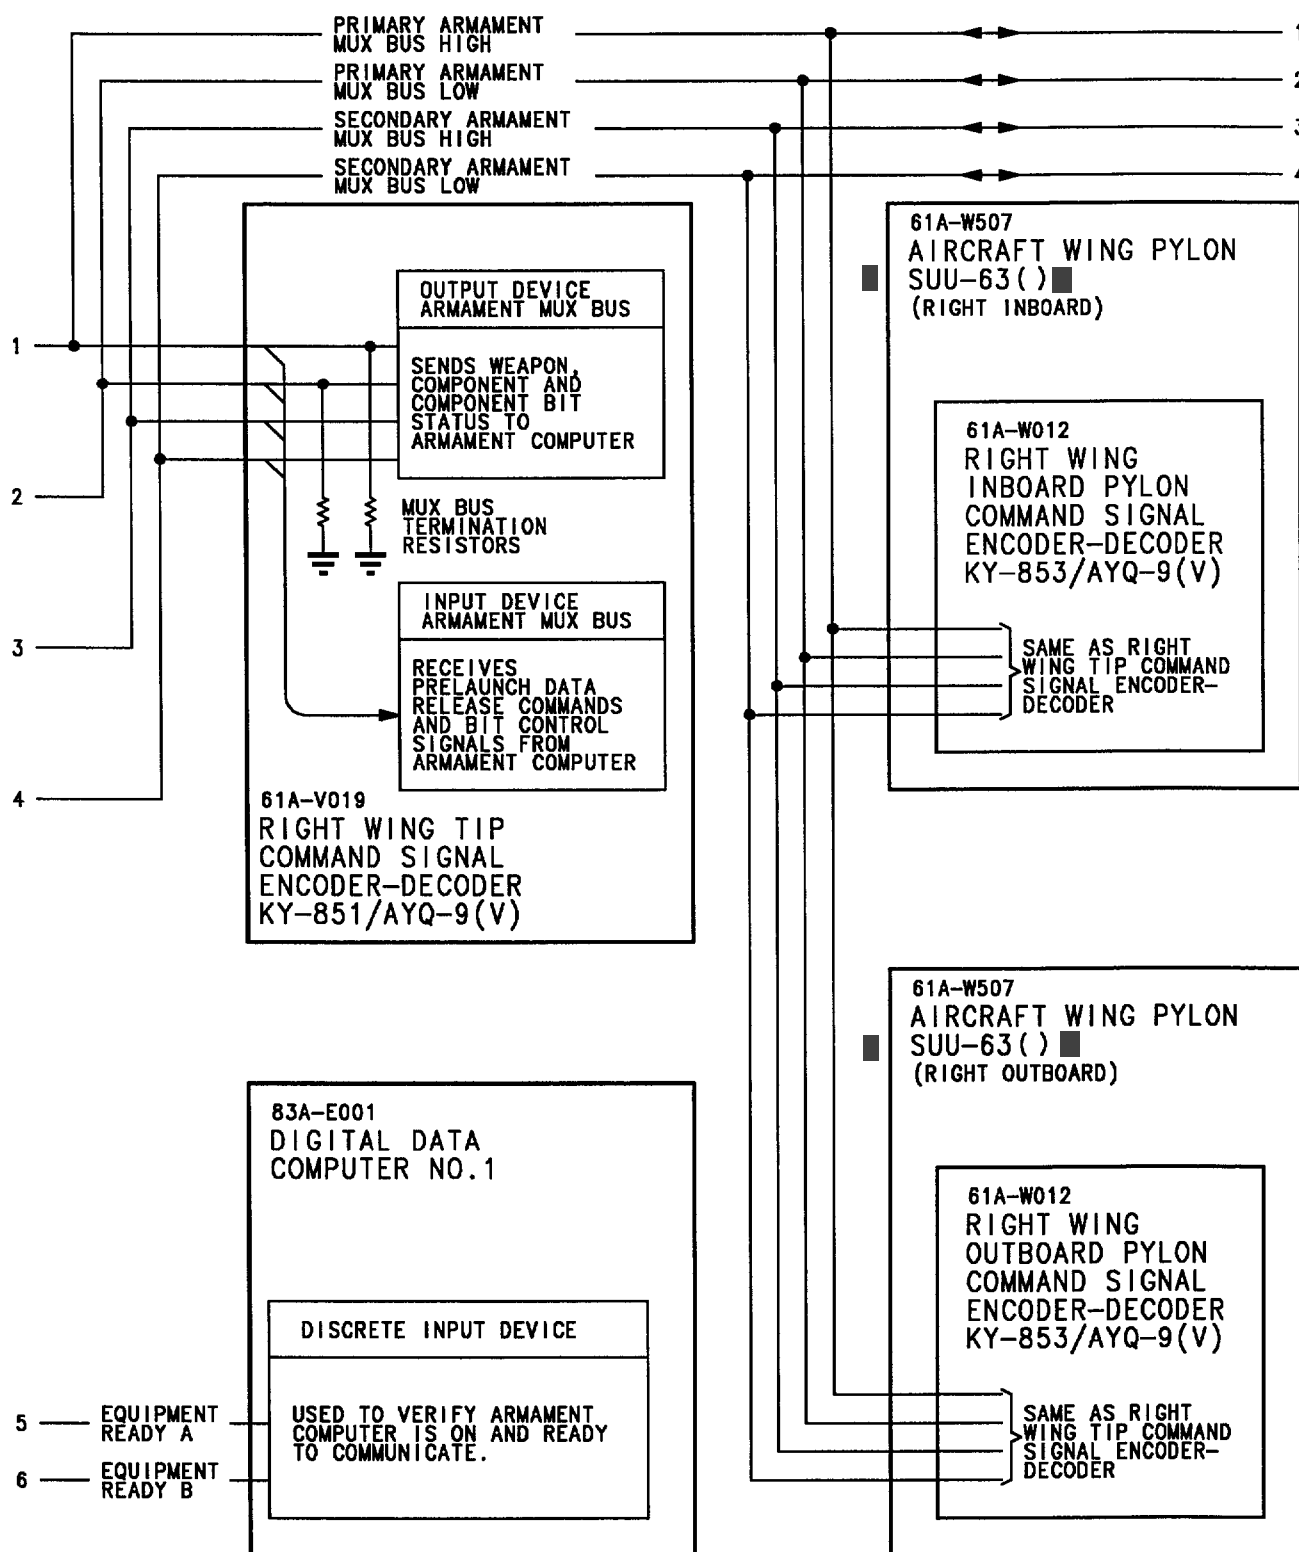 PRIMARY ARMAMENT
MUX BUS HIGH
1
PRIMARY ARMAMENT
MUX BUS LOW
2
SECONDARY ARMAMENT
MUX BUS HIGH
3
SECONDARY ARMAMENT
MUX BUS LOW
4
1
2
3
4
OUTPUT DEVICE
ARMAMENT MUX BUS
SENDS WEAPON,
COMPONENT AND
COMPONENT BIT
STATUS TO
ARMAMENT COMPUTER
MUX BUS
TERMINATION
RESISTORS
INPUT DEVICE
ARMAMENT MUX BUS
RECEIVES
PRELAUNCH DATA
RELEASE COMMANDS
AND BIT CONTROL
SIGNALS FROM
ARMAMENT COMPUTER
61A-V019
RIGHT WING TIP
COMMAND SIGNAL
ENCODER-DECODER
KY-851/AYQ-9(V)
61A-W507
AIRCRAFT WING PYLON
SUU-63()
(RIGHT INBOARD)
61A-W012
RIGHT WING
INBOARD PYLON
COMMAND SIGNAL
ENCODER-DECODER
KY-853/AYQ-9(V)
SAME AS RIGHT
WING TIP COMMAND
SIGNAL ENCODER-
DECODER
83A-E001
DIGITAL DATA
COMPUTER NO.1
DISCRETE INPUT DEVICE
5
EQUIPMENT
READY A
6
EQUIPMENT
READY B
USED TO VERIFY ARMAMENT
COMPUTER IS ON AND READY
TO COMMUNICATE.
61A-W507
AIRCRAFT WING PYLON
SUU-63()
(RIGHT OUTBOARD)
61A-W012
RIGHT WING
OUTBOARD PYLON
COMMAND SIGNAL
ENCODER-DECODER
KY-853/AYQ-9(V)
SAME AS RIGHT
WING TIP COMMAND
SIGNAL ENCODER-
DECODER